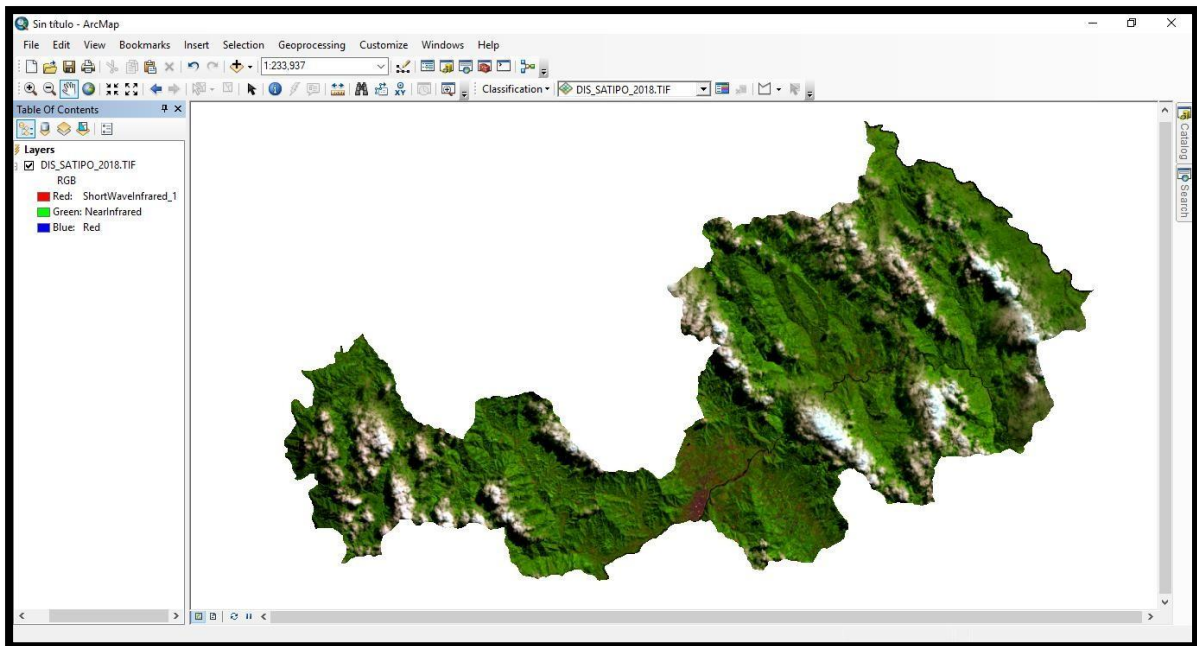 Sin título - ArcMap
File Edit View Bookmarks Insert Selection Geoprocessing Customize Windows Help
1:233,937
Classification DIS_SATIPO_2018.TIF
Table Of Contents
Layers
DIS_SATIPO_2018.TIF
RGB
Red: ShortWaveInfrared_1
Green: NearInfrared
Blue: Red
Catalog
Search